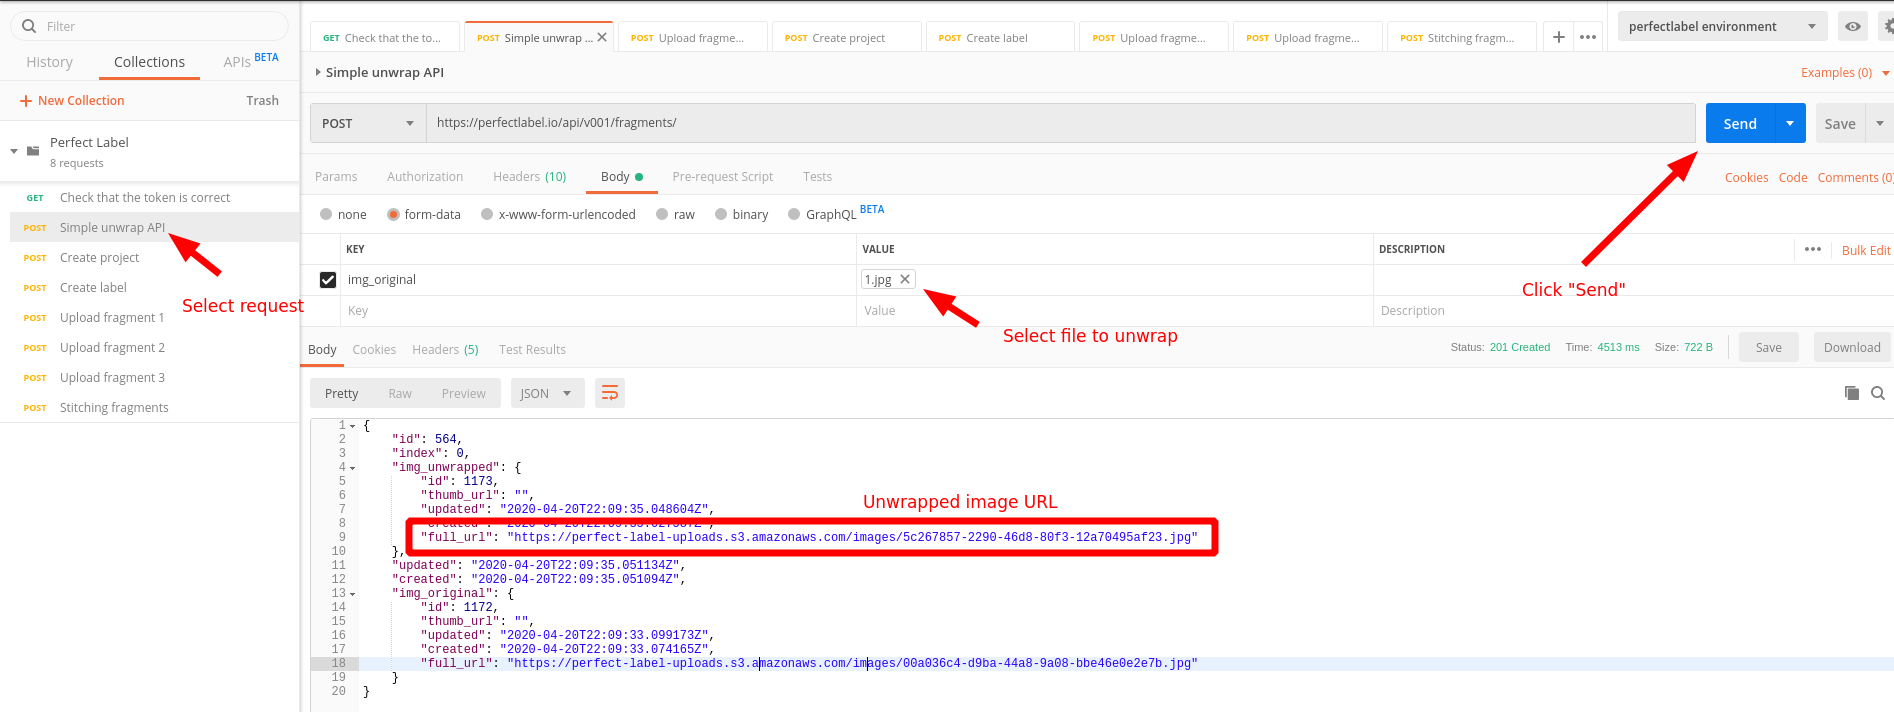 Filter
History Collections APIs BETA
+ New Collection Trash
Perfect Label
8 requests
GET Check that the token is correct
POST Simple unwrap API
POST Create project
POST Create label
Select request
POST Upload fragment 1
POST Upload fragment 2
POST Upload fragment 3
POST Stitching fragments
GET Check that the to... POST Simple unwrap ... POST Upload fragme... POST Create project POST Create label POST Upload fragme... POST Upload fragme... POST Stitching fragm... + ••• perfectlabel environment
Simple unwrap API Examples (0)
POST https://perfectlabel.io/api/v001/fragments/ Send Save
Params Authorization Headers (10) Body Pre-request Script Tests Cookies Code Comments (0)
none form-data x-www-form-urlencoded raw binary GraphQL BETA
KEY VALUE DESCRIPTION ••• Bulk Edit
img_original 1.jpg
Click "Send"
Key Value Description
Select file to unwrap
Body Cookies Headers (5) Test Results Status: 201 Created Time: 4513 ms Size: 722 B Save Download
Pretty Raw Preview JSON
1 {
2 "id": 564,
3 "index": 0,
4 "img_unwrapped": {
5 "id": 1173,
6 "thumb_url": "",
Unwrapped image URL
7 "updated": "2020-04-20T22:09:35.048604Z",
8
9 "full_url": "https://perfect-label-uploads.s3.amazonaws.com/images/5c267857-2290-46d8-80f3-12a70495af23.jpg"
10 },
11 "updated": "2020-04-20T22:09:35.051134Z",
12 "created": "2020-04-20T22:09:35.051094Z",
13 "img_original": {
14 "id": 1172,
15 "thumb_url": "",
16 "updated": "2020-04-20T22:09:33.099173Z",
17 "created": "2020-04-20T22:09:33.074165Z",
18 "full_url": "https://perfect-label-uploads.s3.amazonaws.com/images/00a036c4-d9ba-44a8-9a08-bbe46e0e2e7b.jpg"
19 }
20 }